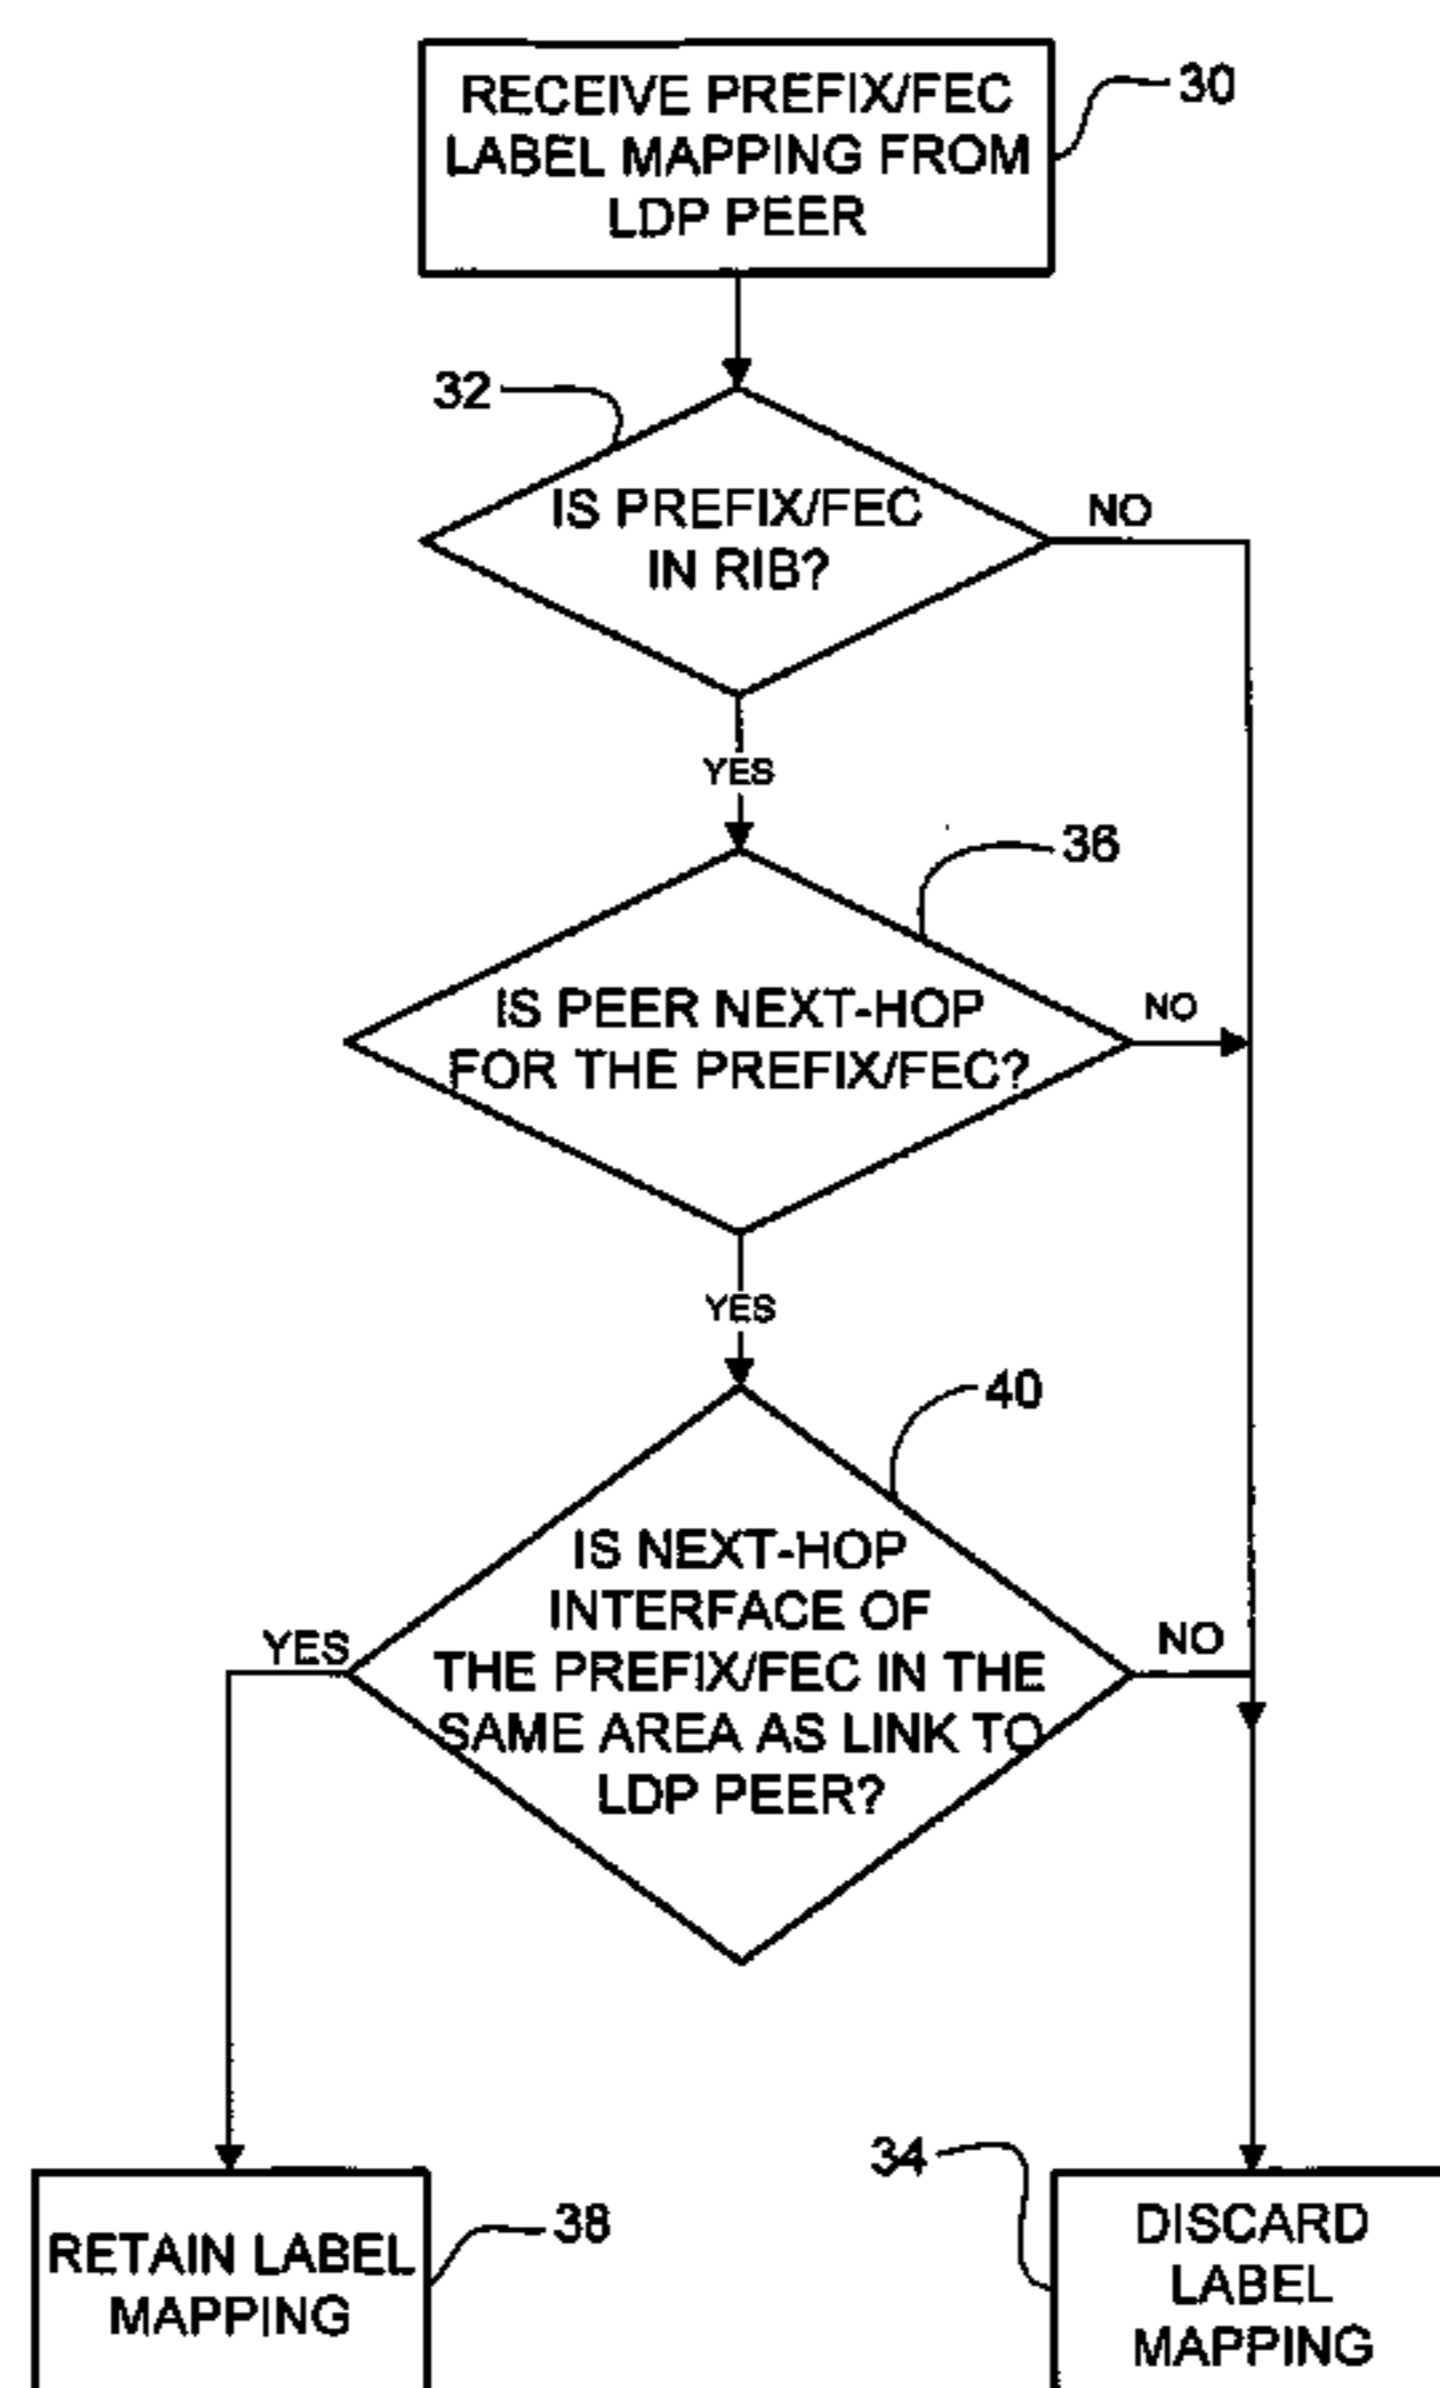 RECEIVE PREFIX/FEC
LABEL MAPPING FROM
LDP PEER
30
32
IS PREFIX/FEC
IN RIB?
NO
YES
36
IS PEER NEXT-HOP
FOR THE PREFIX/FEC?
NO
YES
40
IS NEXT-HOP
INTERFACE OF
THE PREFIX/FEC IN THE
SAME AREA AS LINK TO
LDP PEER?
YES
NO
RETAIN LABEL
MAPPING
38
34
DISCARD
LABEL
MAPPING